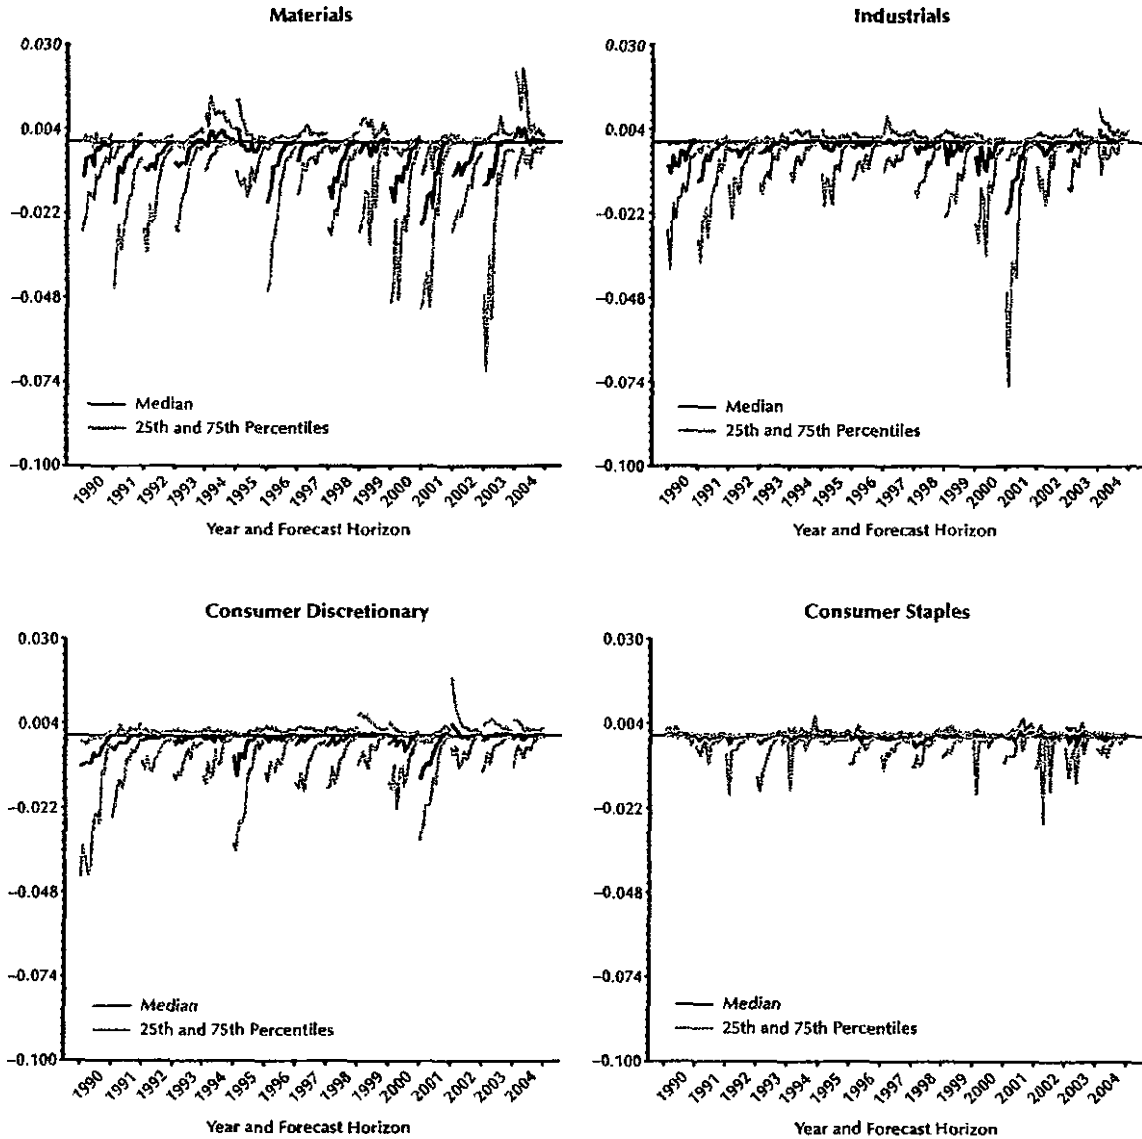 Materials
0.030
0.004
−0.022
−0.048
−0.074
−0.100
Median
25th and 75th Percentiles
1990 1991 1992 1993 1994 1995 1996 1997 1998 1999 2000 2001 2002 2003 2004
Year and Forecast Horizon
Industrials
0.030
0.004
−0.022
−0.048
−0.074
−0.100
Median
25th and 75th Percentiles
1990 1991 1992 1993 1994 1995 1996 1997 1998 1999 2000 2001 2002 2003 2004
Year and Forecast Horizon
Consumer Discretionary
0.030
0.004
−0.022
−0.048
−0.074
−0.100
Median
25th and 75th Percentiles
1990 1991 1992 1993 1994 1995 1996 1997 1998 1999 2000 2001 2002 2003 2004
Year and Forecast Horizon
Consumer Staples
0.030
0.004
−0.022
−0.048
−0.074
−0.100
Median
25th and 75th Percentiles
1990 1991 1992 1993 1994 1995 1996 1997 1998 1999 2000 2001 2002 2003 2004
Year and Forecast Horizon